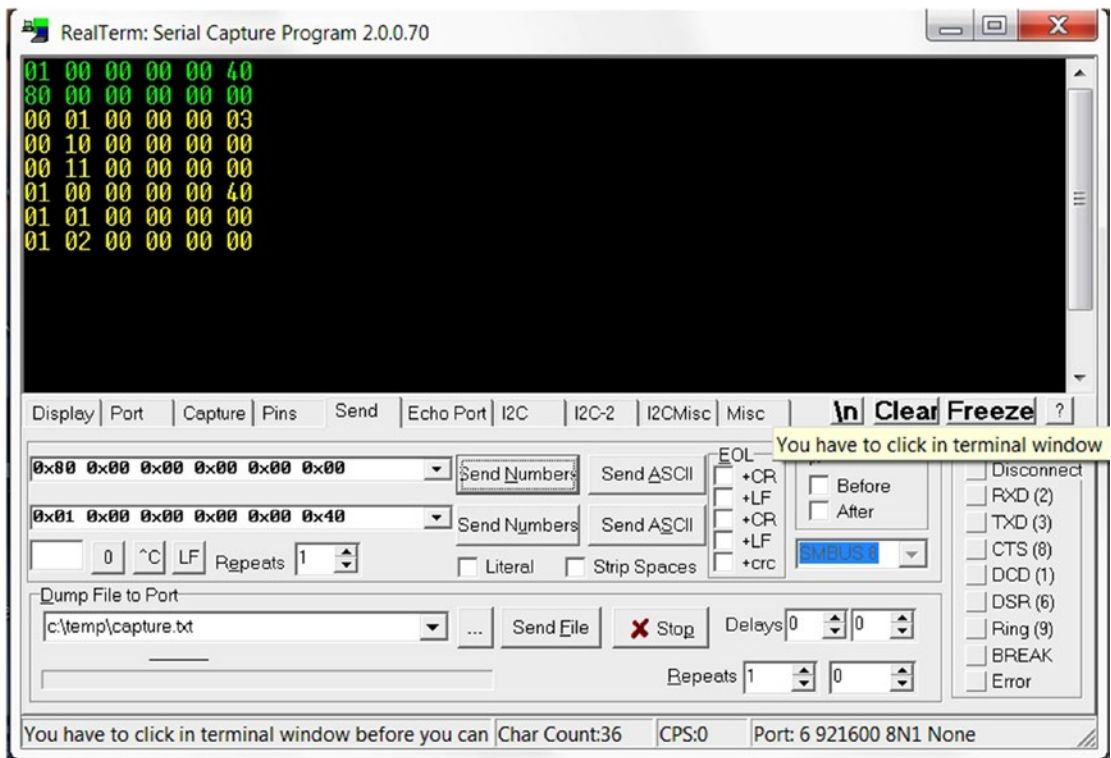 RealTerm: Serial Capture Program 2.0.0.70
01 00 00 00 00 40
80 00 00 00 00 00
00 01 00 00 00 03
00 10 00 00 00 00
00 11 00 00 00 00
01 00 00 00 00 40
01 01 00 00 00 00
01 02 00 00 00 00
Display Port Capture Pins Send Echo Port I2C I2C-2 I2CMisc Misc \n Clear Freeze ?
You have to click in terminal window
0x80 0x00 0x00 0x00 0x00 0x00 Send Numbers Send ASCII
0x01 0x00 0x00 0x00 0x00 0x40 Send Numbers Send ASCII
0 ^C LF Repeats 1 Literal Strip Spaces
EOL
+CR
+LF
+CR
+LF
+crc
Before
After
SMBUS 8
Disconnect
RXD (2)
TXD (3)
CTS (8)
DCD (1)
DSR (6)
Ring (9)
BREAK
Error
Dump File to Port
c:\temp\capture.txt ... Send File X Stop Delays 0 0
Repeats 1 0
You have to click in terminal window before you can Char Count:36 CPS:0 Port: 6 921600 8N1 None